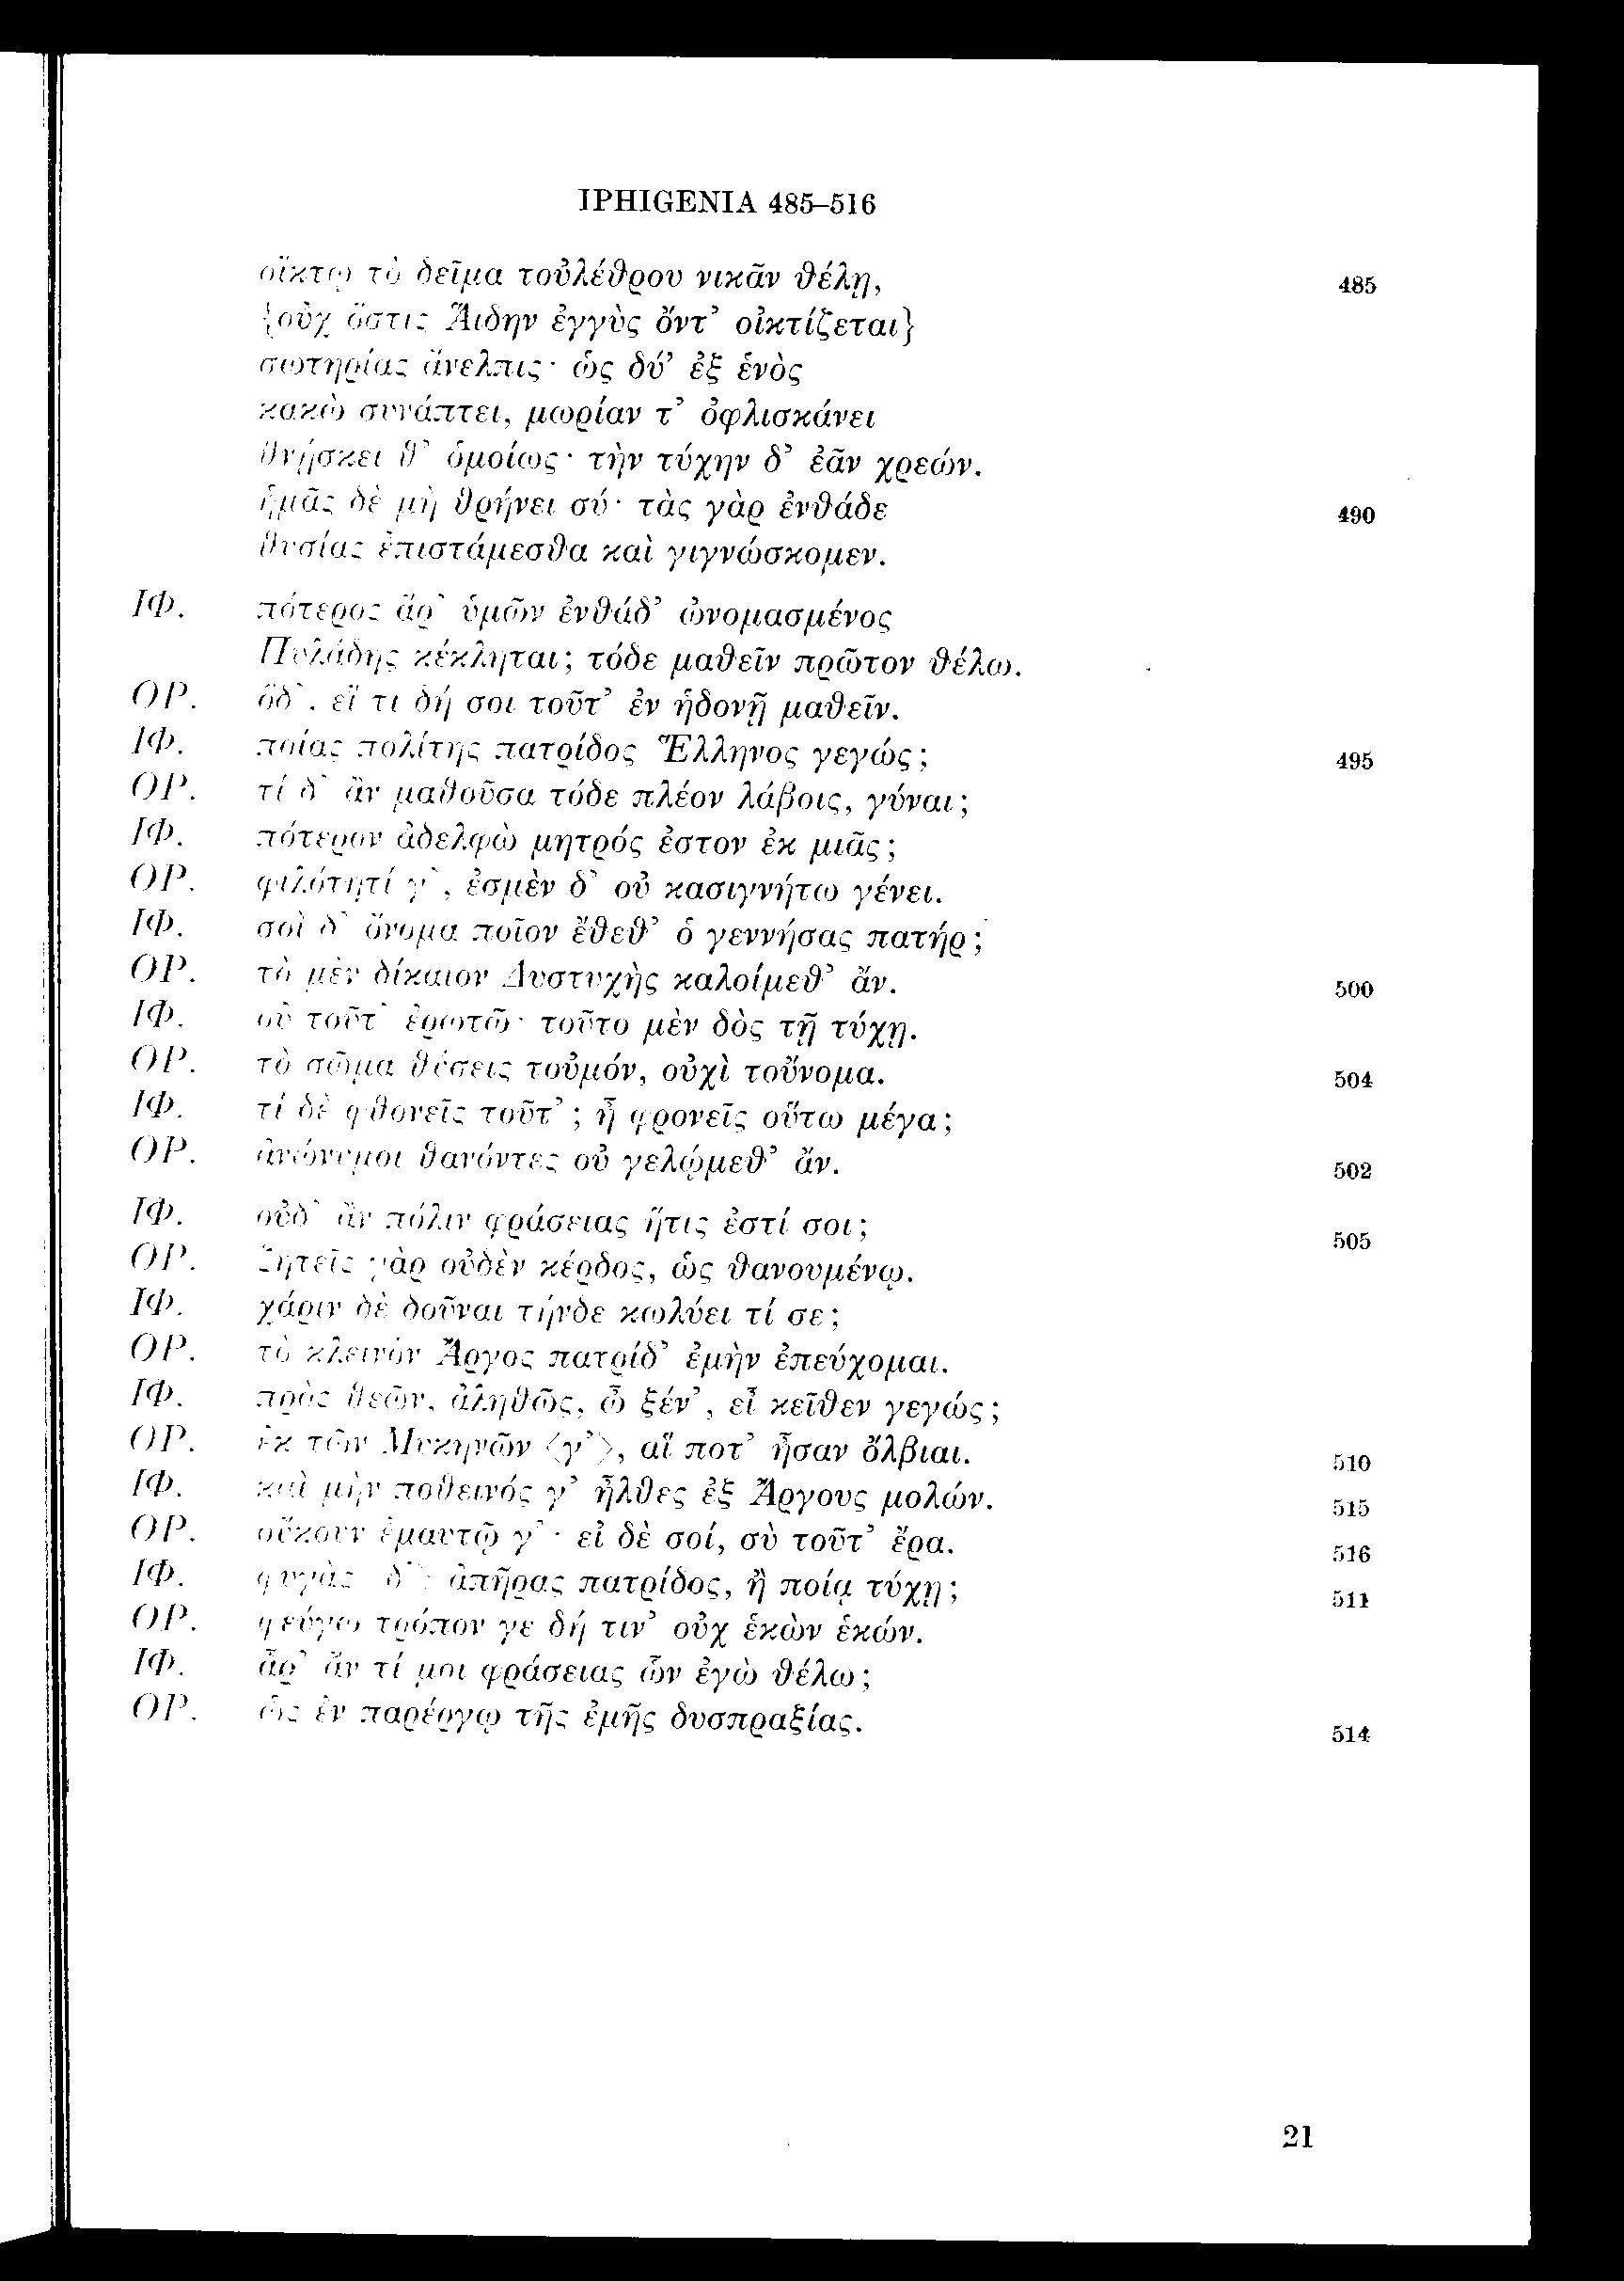 IPHIGENIA 485–516
οἴκτῳ τὸ δεῖμα τοὐλέθρου νικᾶν θέλῃ, 485
{οὐχ ὅστις Ἅιδην ἐγγὺς ὄντ’ οἰκτίζεται}
σωτηρίας ἄνελπις· ὡς δύ’ ἐξ ἑνὸς
κακὼ συνάπτει, μωρίαν τ’ ὀφλισκάνει
θνῄσκει θ’ ὁμοίως· τὴν τύχην δ’ ἐᾶν χρεών.
ἡμᾶς δὲ μὴ θρήνει σύ· τὰς γὰρ ἐνθάδε 490
θυσίας ἐπιστάμεσθα καὶ γιγνώσκομεν.
ΙΦ. πότερος ἄρ’ ὑμῶν ἐνθάδ’ ὠνομασμένος
Πυλάδης κέκληται; τόδε μαθεῖν πρῶτον θέλω.
ΟΡ. ὅδ’, εἴ τι δή σοι τοῦτ’ ἐν ἡδονῇ μαθεῖν.
ΙΦ. ποίας πολίτης πατρίδος Ἕλληνος γεγώς; 495
ΟΡ. τί δ’ ἂν μαθοῦσα τόδε πλέον λάβοις, γύναι;
ΙΦ. πότερον ἀδελφὼ μητρός ἐστον ἐκ μιᾶς;
ΟΡ. φιλότητί γ’, ἐσμὲν δ’ οὐ κασιγνήτω γένει.
ΙΦ. σοὶ δ’ ὄνομα ποῖον ἔθεθ’ ὁ γεννήσας πατήρ;
ΟΡ. τὸ μὲν δίκαιον Δυστυχὴς καλοίμεθ’ ἄν. 500
ΙΦ. οὐ τοῦτ’ ἐρωτῶ· τοῦτο μὲν δὸς τῇ τύχῃ.
ΟΡ. τὸ σῶμα θύσεις τοὐμόν, οὐχὶ τοὔνομα. 504
ΙΦ. τί δὲ φθονεῖς τοῦτ’; ἦ φρονεῖς οὕτω μέγα;
ΟΡ. ἀνώνυμοι θανόντες οὐ γελῴμεθ’ ἄν. 502
ΙΦ. οὐδ’ ἂν πόλιν φράσειας ἥτις ἐστί σοι; 505
ΟΡ. ζητεῖς γὰρ οὐδὲν κέρδος, ὡς θανουμένῳ.
ΙΦ. χάριν δὲ δοῦναι τήνδε κωλύει τί σε;
ΟΡ. τὸ κλεινὸν Ἄργος πατρίδ’ ἐμὴν ἐπεύχομαι.
ΙΦ. πρὸς θεῶν, ἀληθῶς, ὦ ξέν’, εἶ κεῖθεν γεγώς;
ΟΡ. ἐκ τῶν Μυκηνῶν ⟨γ’⟩, αἵ ποτ’ ἦσαν ὄλβιαι. 510
ΙΦ. καὶ μὴν ποθεινός γ’ ἦλθες ἐξ Ἄργους μολών. 515
ΟΡ. οὔκουν ἐμαυτῷ γ’· εἰ δὲ σοί, σὺ τοῦτ’ ἔρα. 516
ΙΦ. φυγὰς ⟨δ’⟩ ἀπῆρας πατρίδος, ἢ ποίᾳ τύχῃ; 511
ΟΡ. φεύγω τρόπον γε δή τιν’ οὐχ ἑκὼν ἑκών.
ΙΦ. ἆρ’ ἄν τί μοι φράσειας ὧν ἐγὼ θέλω;
ΟΡ. ὡς ἐν παρέργῳ τῆς ἐμῆς δυσπραξίας. 514
21